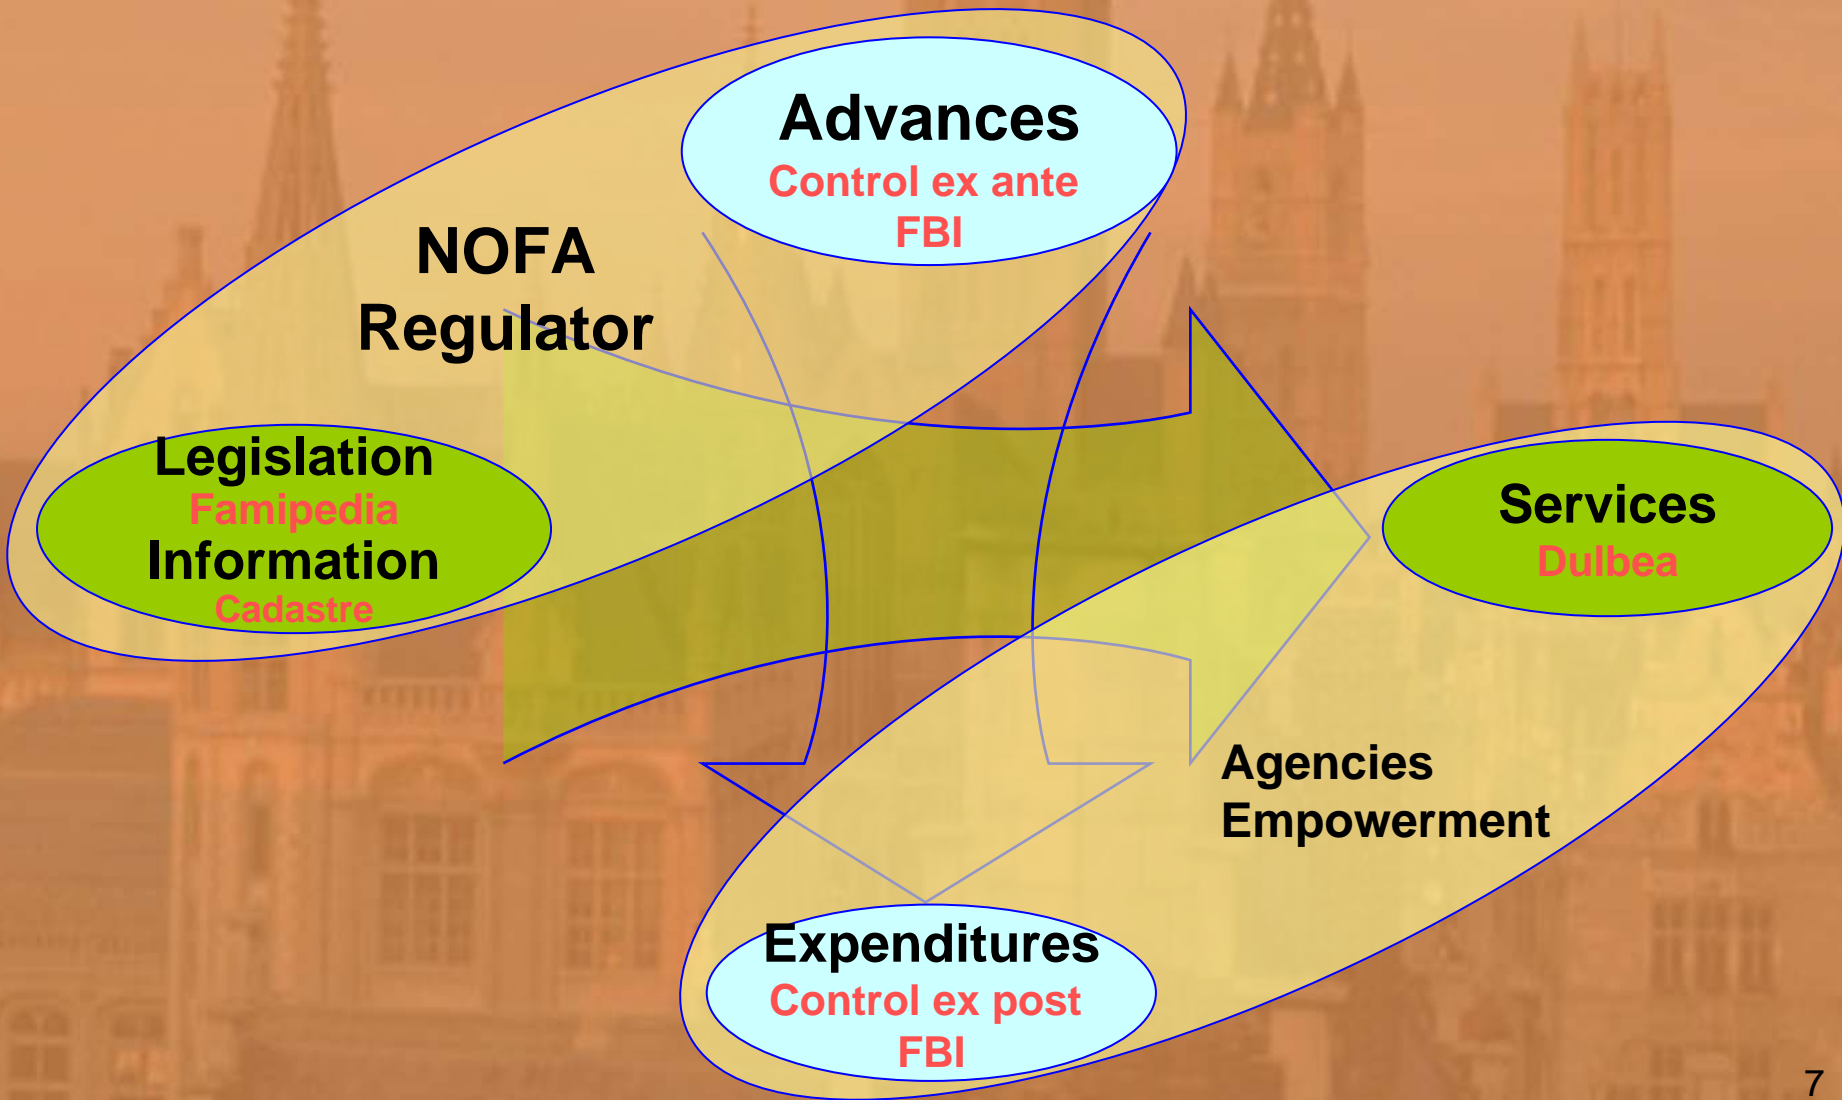 Advances
Control ex ante
FBI
NOFA
Regulator
Legislation
Famipedia
Information
Cadastre
Services
Dulbea
Agencies
Empowerment
Expenditures
Control ex post
FBI
7